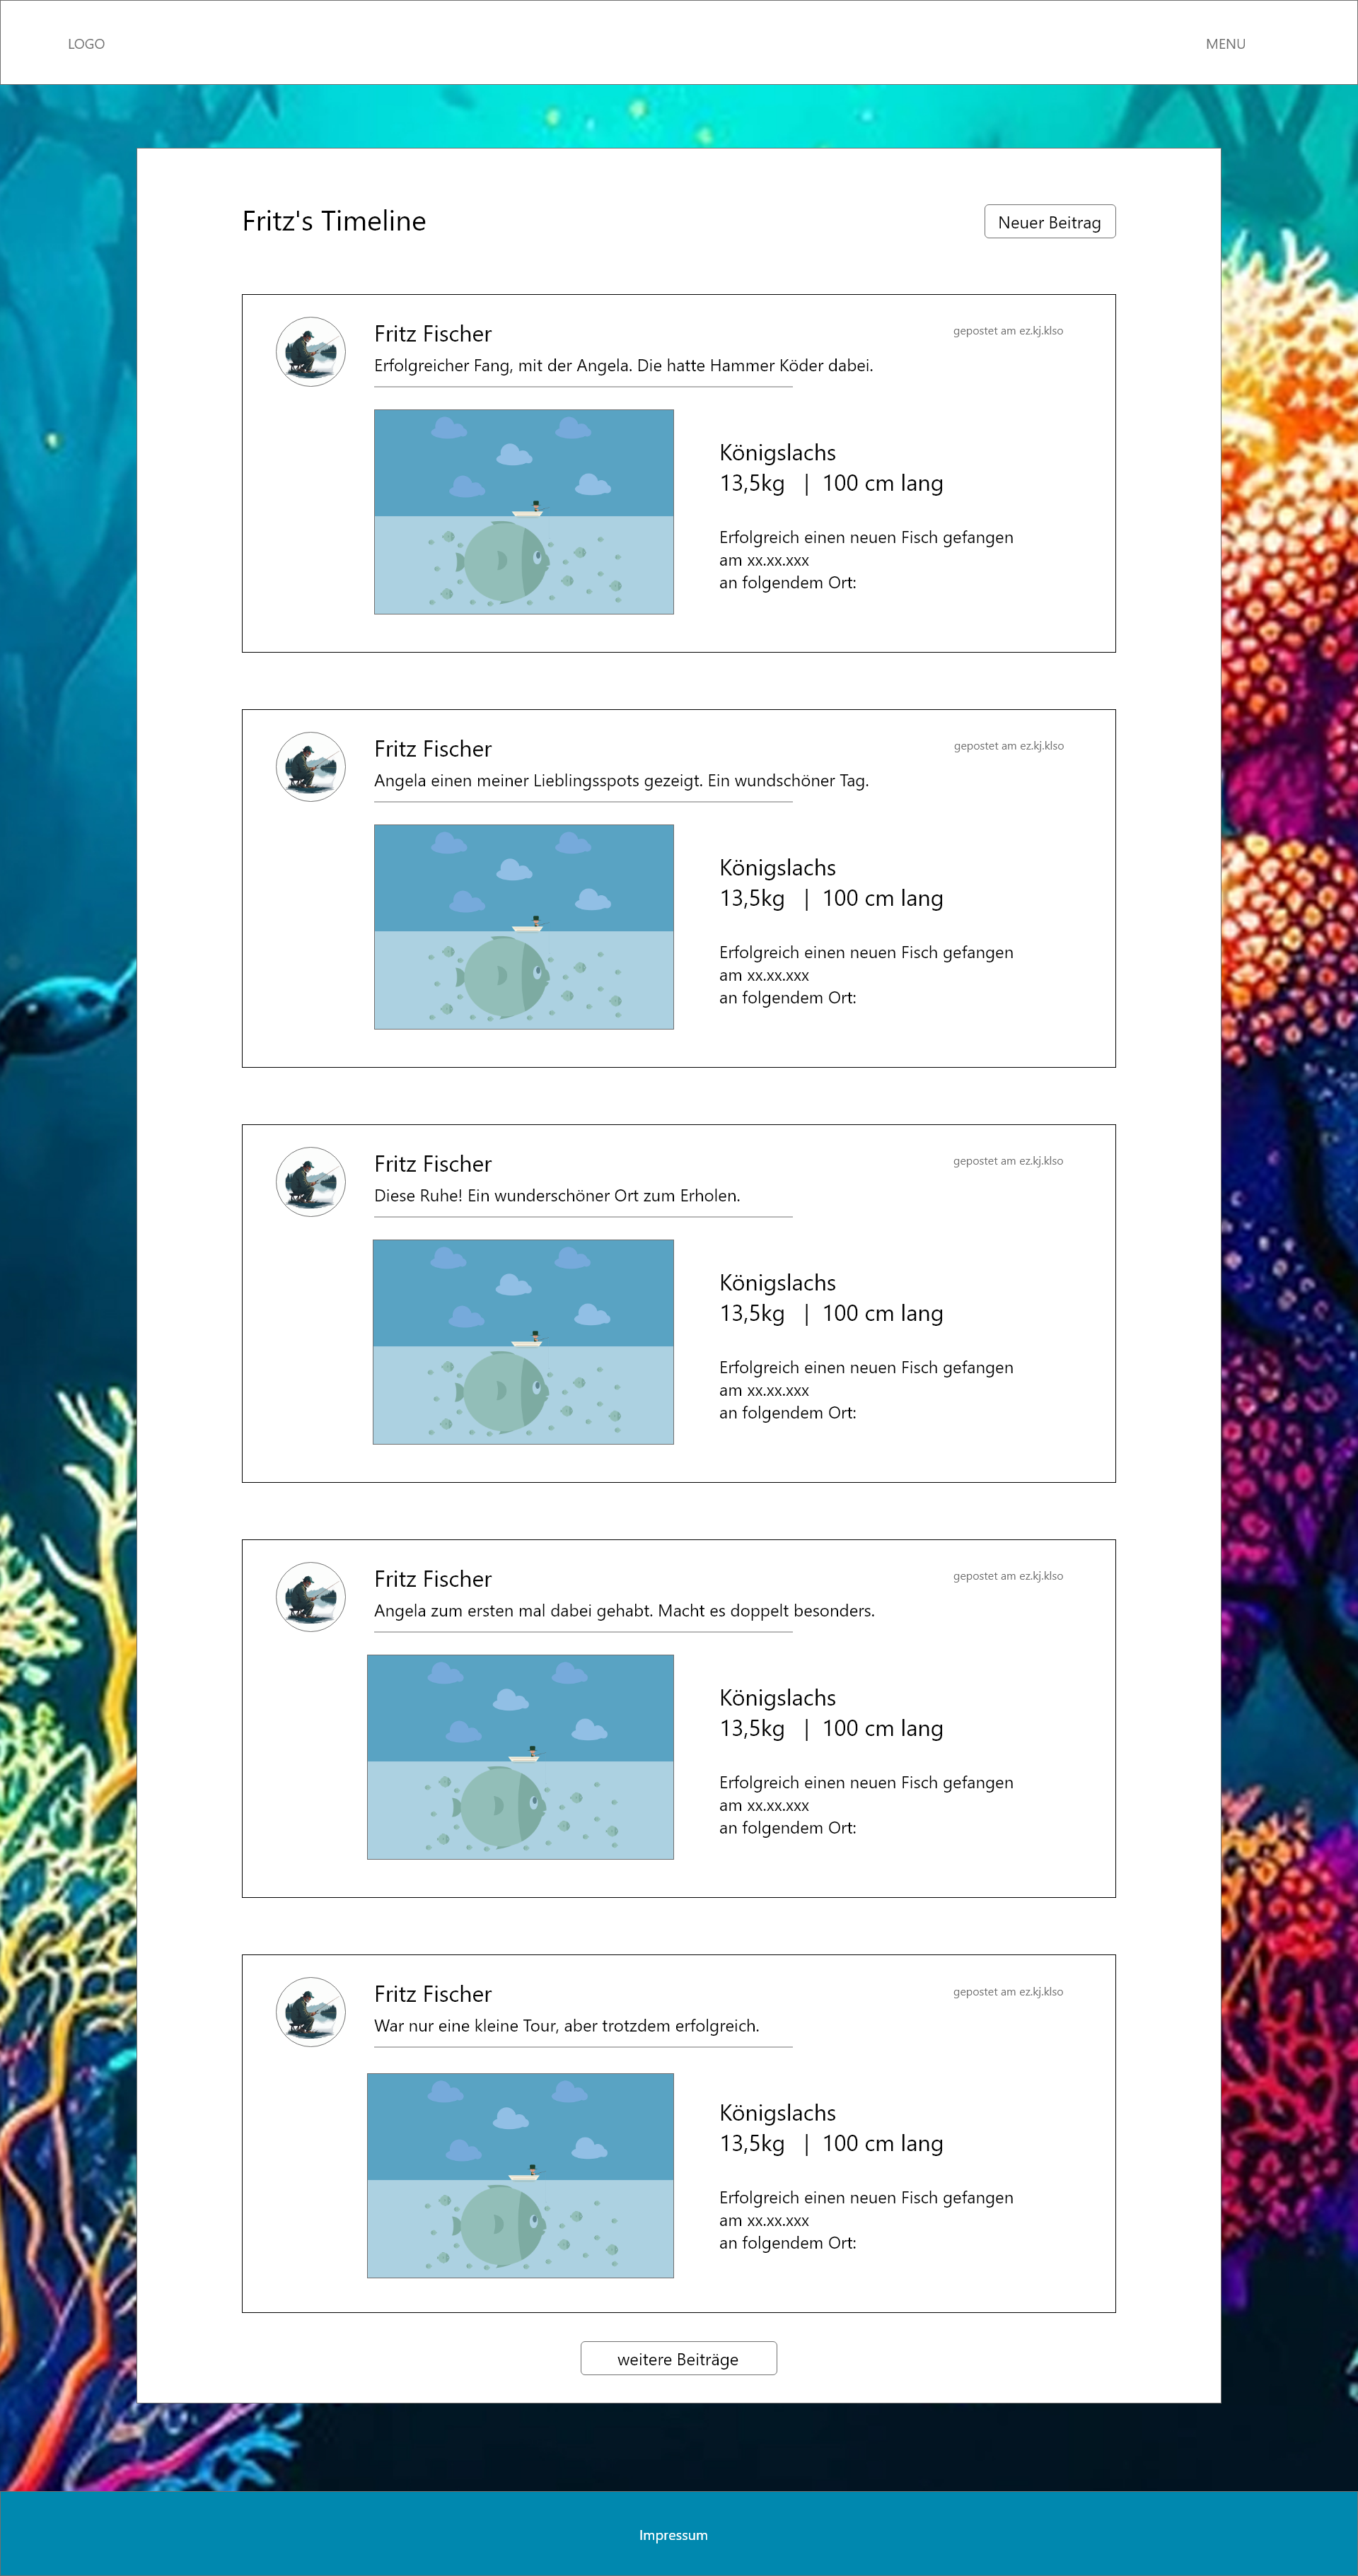 LOGO
MENU
Fritz's Timeline
Neuer Beitrag
Fritz Fischer
gepostet am ez.kj.klso
Erfolgreicher Fang, mit der Angela. Die hatte Hammer Köder dabei.
Königslachs
13,5kg | 100 cm lang
Erfolgreich einen neuen Fisch gefangen
am xx.xx.xxx
an folgendem Ort:
Fritz Fischer
gepostet am ez.kj.klso
Angela einen meiner Lieblingsspots gezeigt. Ein wundschöner Tag.
Königslachs
13,5kg | 100 cm lang
Erfolgreich einen neuen Fisch gefangen
am xx.xx.xxx
an folgendem Ort:
Fritz Fischer
gepostet am ez.kj.klso
Diese Ruhe! Ein wunderschöner Ort zum Erholen.
Königslachs
13,5kg | 100 cm lang
Erfolgreich einen neuen Fisch gefangen
am xx.xx.xxx
an folgendem Ort:
Fritz Fischer
gepostet am ez.kj.klso
Angela zum ersten mal dabei gehabt. Macht es doppelt besonders.
Königslachs
13,5kg | 100 cm lang
Erfolgreich einen neuen Fisch gefangen
am xx.xx.xxx
an folgendem Ort:
Fritz Fischer
gepostet am ez.kj.klso
War nur eine kleine Tour, aber trotzdem erfolgreich.
Königslachs
13,5kg | 100 cm lang
Erfolgreich einen neuen Fisch gefangen
am xx.xx.xxx
an folgendem Ort:
weitere Beiträge
Impressum